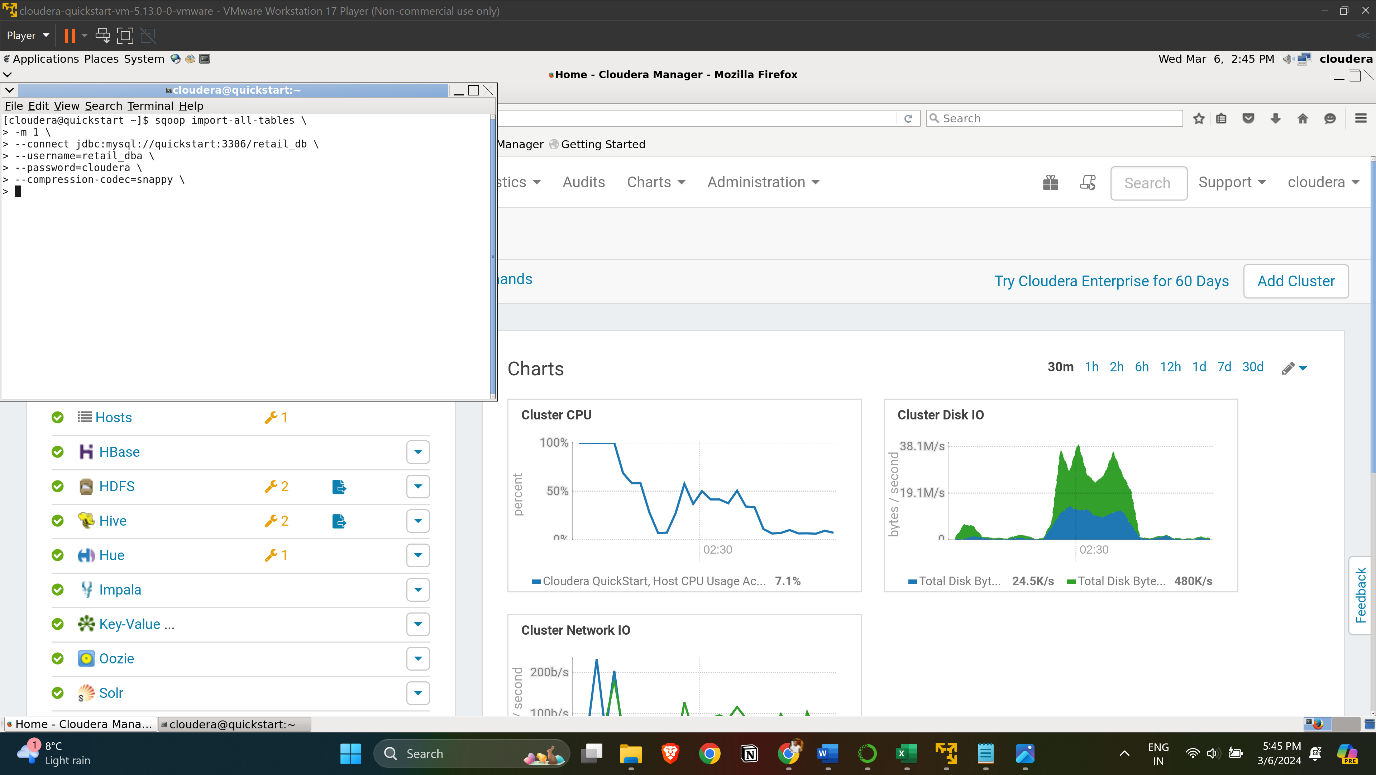 cloudera-quickstart-vm-5.13.0-0-vmware - VMware Workstation 17 Player (Non-commercial use only)
Player
Applications Places System
Wed Mar 6, 2:45 PM
cloudera
Home - Cloudera Manager - Mozilla Firefox
cloudera@quickstart:~
File Edit View Search Terminal Help
[cloudera@quickstart ~]$ sqoop import-all-tables \
> -m 1 \
> --connect jdbc:mysql://quickstart:3306/retail_db \
> --username=retail_dba \
> --password=cloudera \
> --compression-codec=snappy \
>
Search
Manager
Getting Started
stics
Audits
Charts
Administration
Search
Support
cloudera
ands
Try Cloudera Enterprise for 60 Days
Add Cluster
Charts
30m 1h 2h 6h 12h 1d 7d 30d
Hosts
1
HBase
HDFS
2
Hive
2
Hue
1
Impala
Key-Value ...
Oozie
Solr
Cluster CPU
percent
100%
50%
0%
02:30
Cloudera QuickStart, Host CPU Usage Ac... 7.1%
Cluster Disk IO
bytes / second
38.1M/s
19.1M/s
0
02:30
Total Disk Byt... 24.5K/s
Total Disk Byte... 480K/s
Cluster Network IO
/ second
200b/s
100b/s
Feedback
Home - Cloudera Mana...
cloudera@quickstart:~
1
8°C
Light rain
Search
ENG
IN
5:45 PM
3/6/2024
PRE